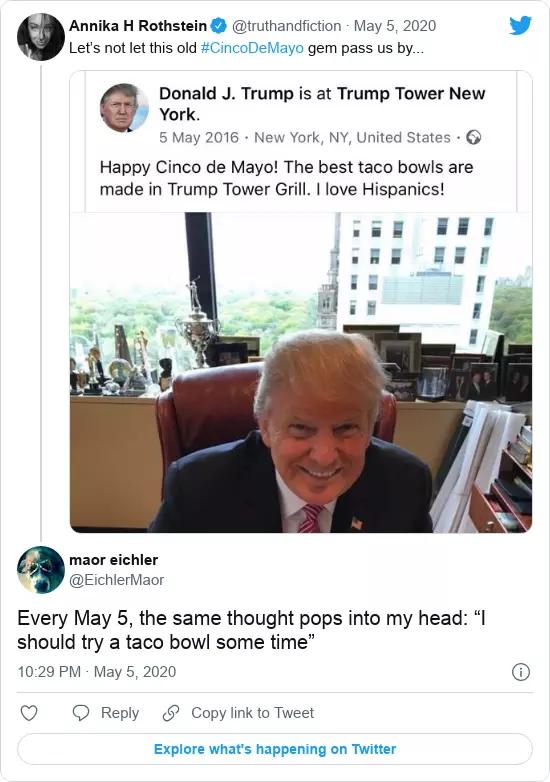 Annika H Rothstein @truthandfiction · May 5, 2020
Let’s not let this old #CincoDeMayo gem pass us by...
Donald J. Trump is at Trump Tower New
York.
5 May 2016 · New York, NY, United States ·
Happy Cinco de Mayo! The best taco bowls are
made in Trump Tower Grill. I love Hispanics!
maor eichler
@EichlerMaor
Every May 5, the same thought pops into my head: “I
should try a taco bowl some time”
10:29 PM · May 5, 2020
Reply
Copy link to Tweet
Explore what's happening on Twitter